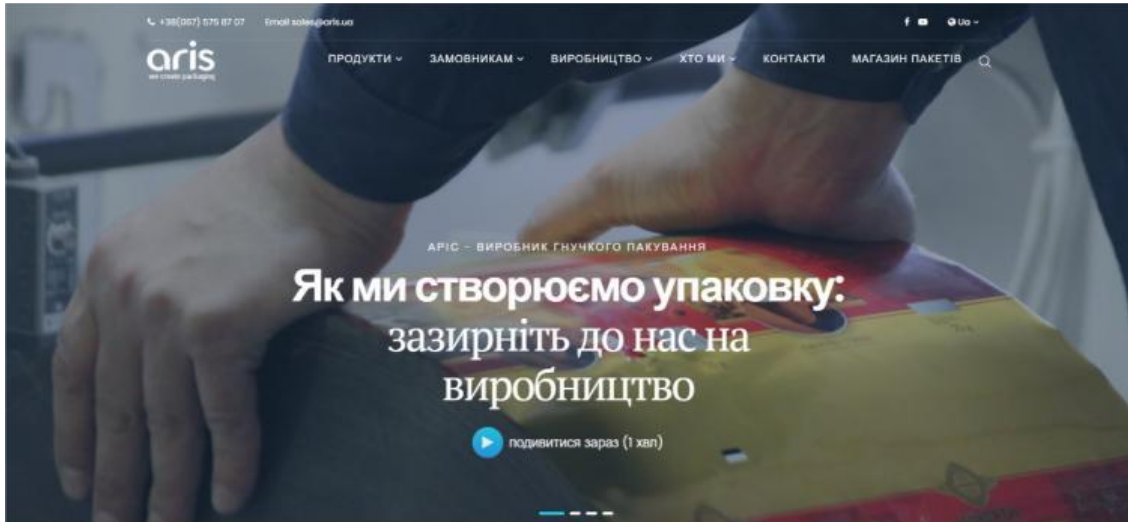 +38(057) 575 87 07 Email sales@aris.ua Ua
aris
we create packaging
ПРОДУКТИ ЗАМОВНИКАМ ВИРОБНИЦТВО ХТО МИ КОНТАКТИ МАГАЗИН ПАКЕТІВ
АРІС - ВИРОБНИК ГНУЧКОГО ПАКУВАННЯ
Як ми створюємо упаковку:
зазирніть до нас на
виробництво
подивитися зараз (1 хвл)